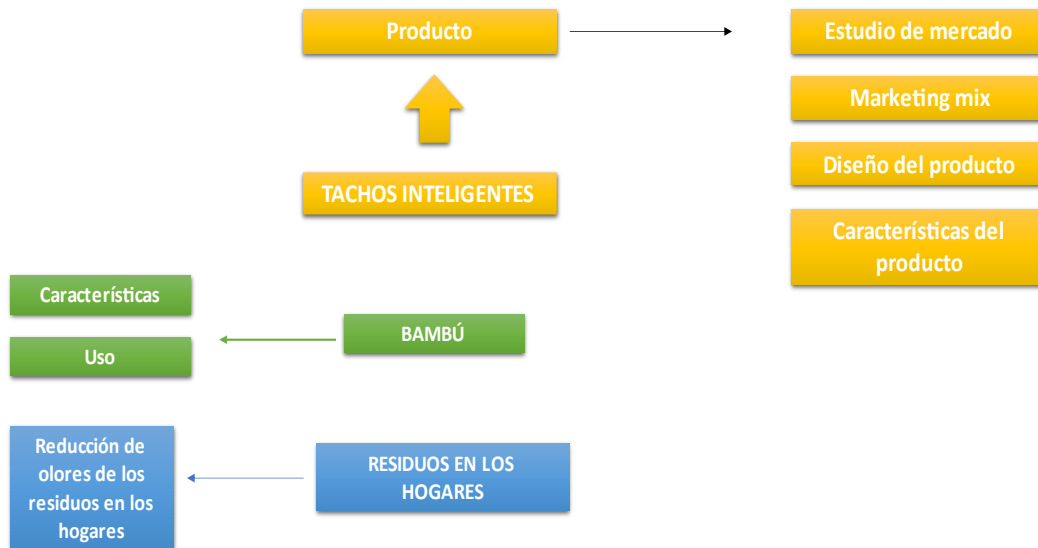 Producto
Estudio de mercado
Marketing mix
TACHOS INTELIGENTES
Diseño del producto
Características del
producto
Característícas
Uso
BAMBÚ
Reducción de
olores de los
residuos en los
hogares
RESIDUOS EN LOS
HOGARES